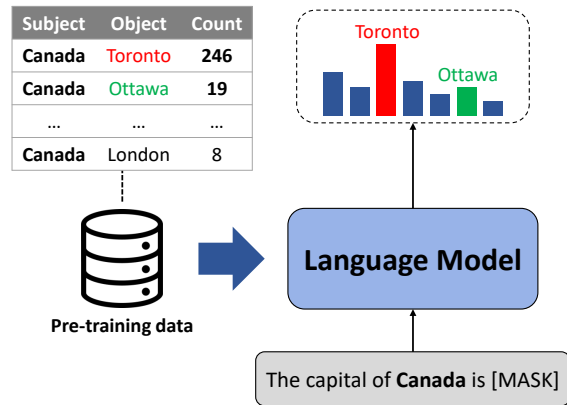 Subject Object Count
Canada Toronto 246
Canada Ottawa 19
... ... ...
Canada London 8
Pre-training data
Toronto
Ottawa
Language Model
The capital of Canada is [MASK]